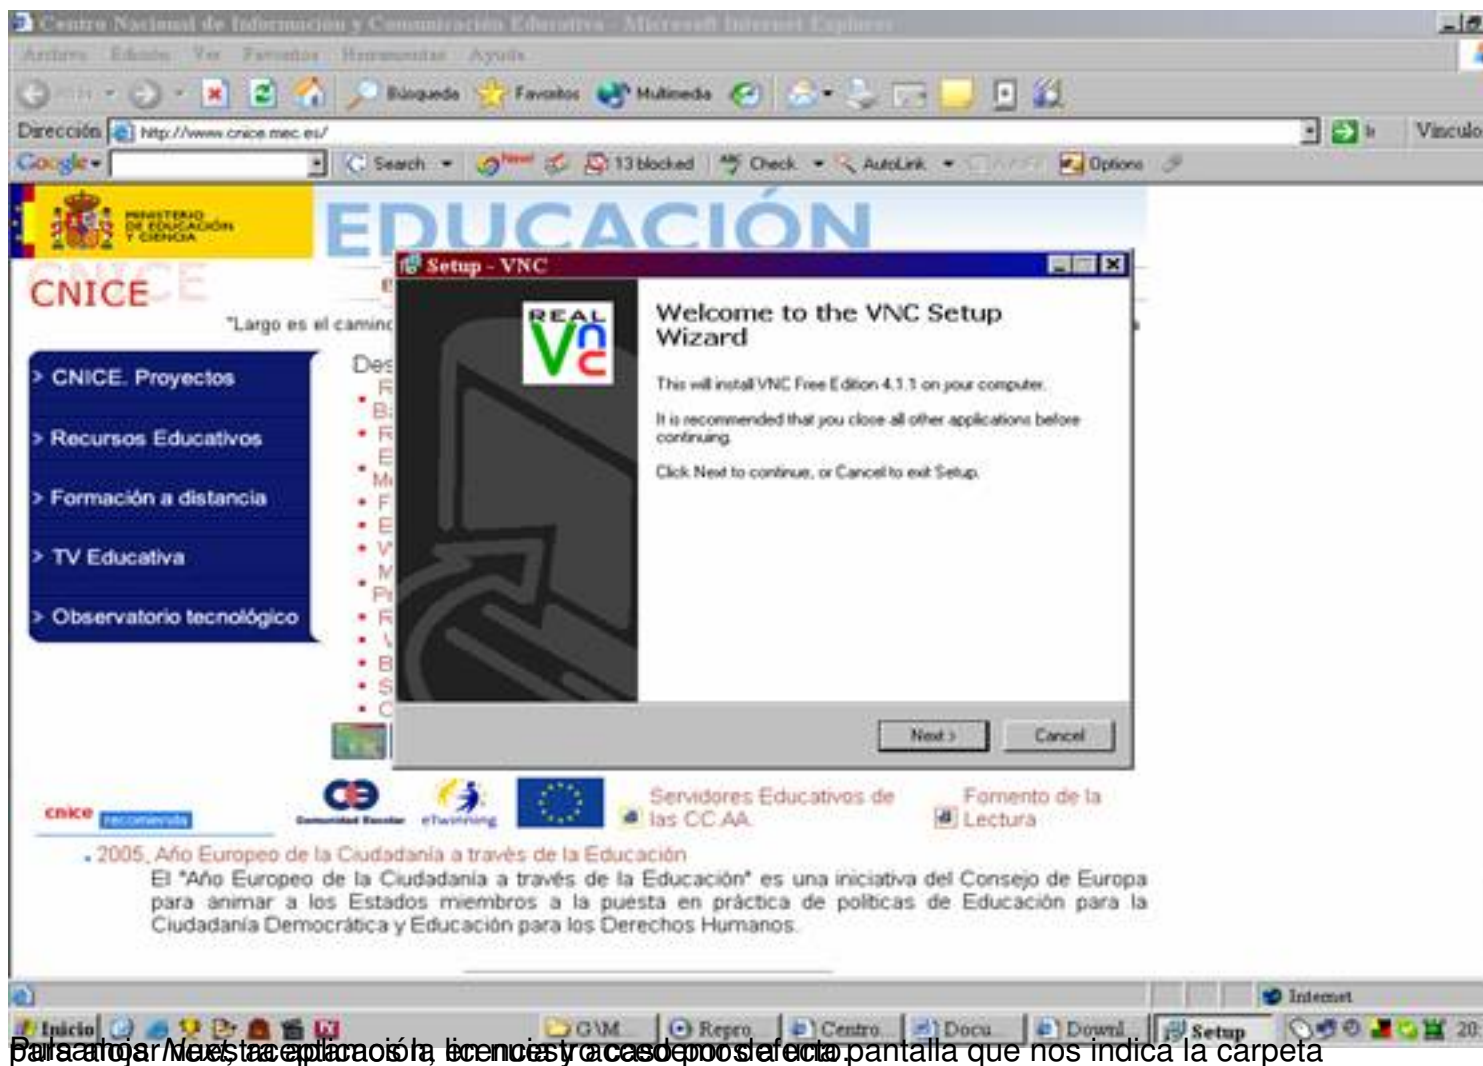 Centro Nacional de Información y Comunicación Educativa - Microsoft Internet Explorer
Archivo Edición Ver Favoritos Herramientas Ayuda
Búsqueda Favoritos Multimedia
Dirección http://www.cnice.mec.es/ Ir Vínculo
Google New! Search 13 blocked Check AutoLink Options
MINISTERIO
DE EDUCACIÓN
Y CIENCIA
EDUCACIÓN
CNICE
"Largo es el camino
> CNICE. Proyectos
> Recursos Educativos
> Formación a distancia
> TV Educativa
> Observatorio tecnológico
Setup - VNC
REAL
VNC
Welcome to the VNC Setup
Wizard
This will install VNC Free Edition 4.1.1 on your computer.
It is recommended that you close all other applications before
continuing.
Click Next to continue, or Cancel to exit Setup.
Next > Cancel
cnice recomienda
Comunidad Escolar eTwinning
Servidores Educativos de
las CC.AA.
Fomento de la
Lectura
2005, Año Europeo de la Ciudadanía a través de la Educación
El "Año Europeo de la Ciudadanía a través de la Educación" es una iniciativa del Consejo de Europa
para animar a los Estados miembros a la puesta en práctica de políticas de Educación para la
Ciudadanía Democrática y Educación para los Derechos Humanos.
Internet
Inicio G\M... Repro... Centro... Docu... Downl... Setup 20:
pantalla que nos indica la carpeta